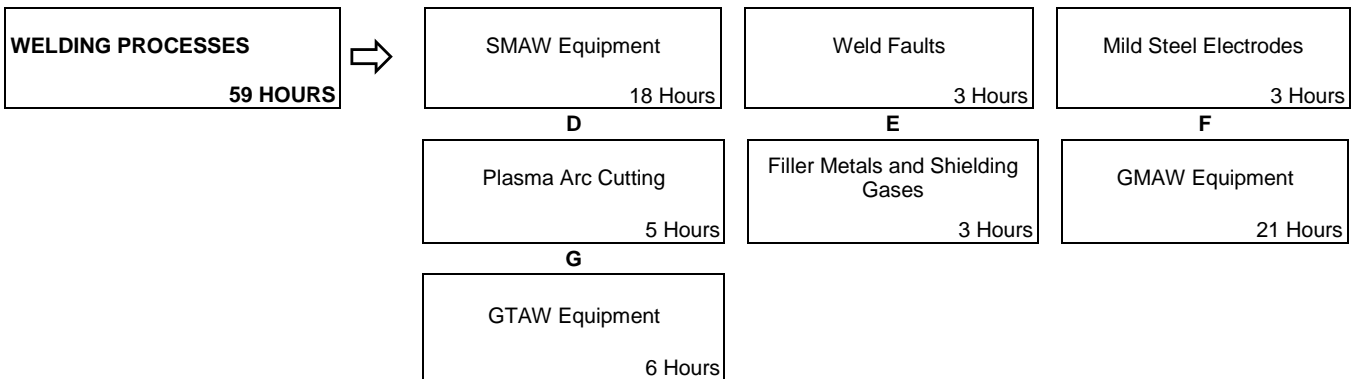 WELDING PROCESSES
59 HOURS
SMAW Equipment
18 Hours
Weld Faults
3 Hours
Mild Steel Electrodes
3 Hours
D
E
F
Plasma Arc Cutting
5 Hours
Filler Metals and Shielding
Gases
3 Hours
GMAW Equipment
21 Hours
G
GTAW Equipment
6 Hours